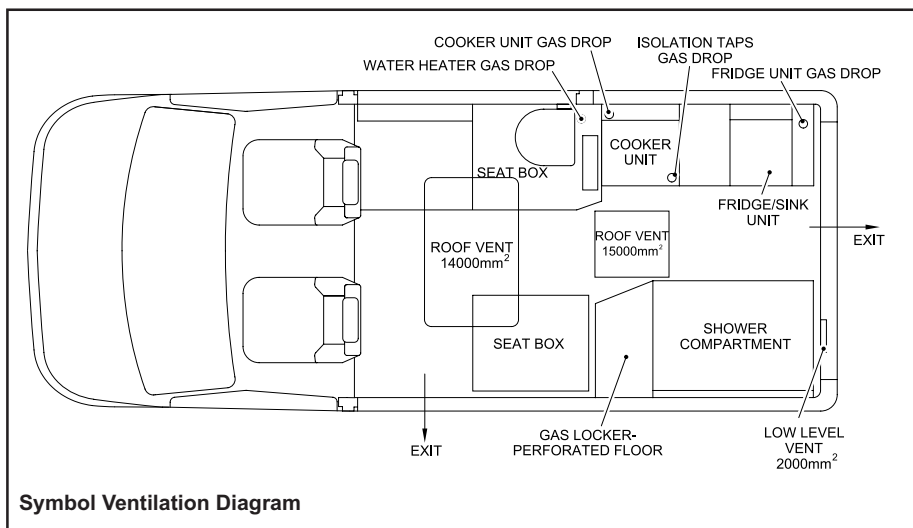 COOKER UNIT GAS DROP
WATER HEATER GAS DROP
ISOLATION TAPS
GAS DROP
FRIDGE UNIT GAS DROP
COOKER
UNIT
SEAT BOX
FRIDGE/SINK
UNIT
ROOF VENT
14000mm²
ROOF VENT
15000mm²
EXIT
SEAT BOX
SHOWER
COMPARTMENT
EXIT
GAS LOCKER-
PERFORATED FLOOR
LOW LEVEL
VENT
2000mm²
Symbol Ventilation Diagram